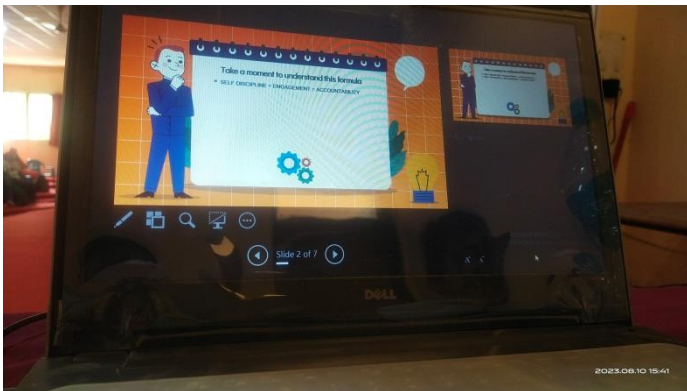 Take a moment to understand this formula
• SELF DISCIPLINE + ENGAGEMENT = ACCOUNTABILITY
Slide 2 of 7
DELL
2023.08.10 15:41